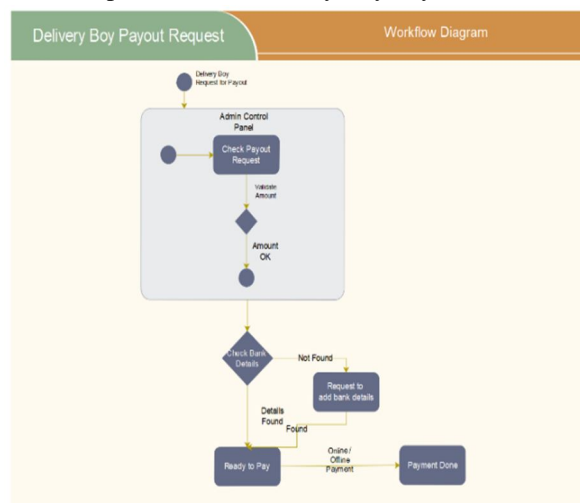 Delivery Boy Payout Request
Workflow Diagram
Delivery Boy
Request for Payout
Admin Control
Panel
Check Payout
Request
Validate
Amount
Amount
OK
Check Bank
Details
Not Found
Request to
add bank details
Details
Found
Found
Ready to Pay
Online /
Offline
Payment
Payment Done